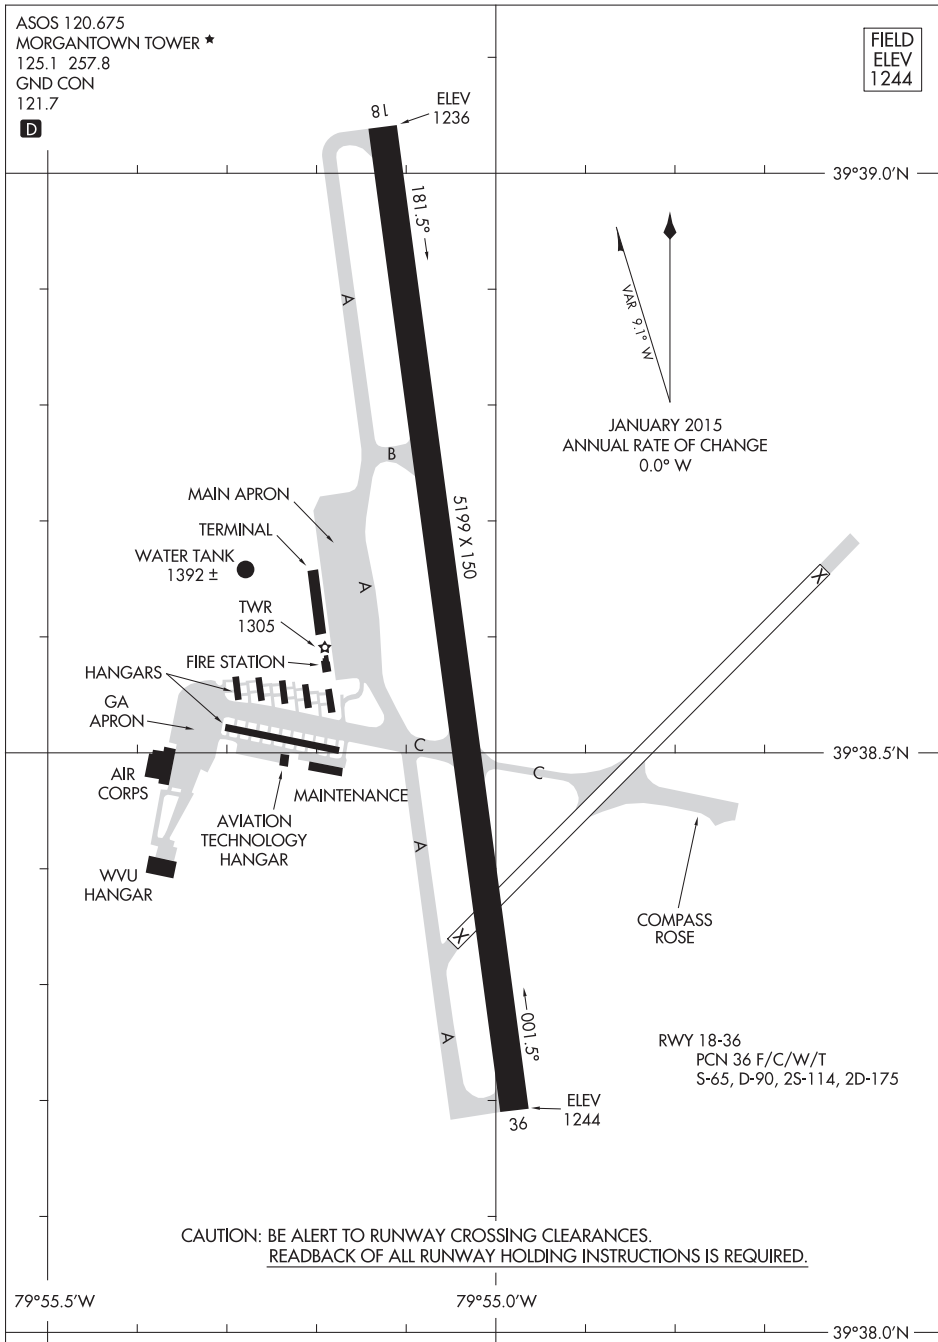 ASOS 120.675
MORGANTOWN TOWER ★
125.1 257.8
GND CON
121.7
D
FIELD
ELEV
1244
18
ELEV
1236
39°39.0'N
181.5°
A
VAR 9.1° W
JANUARY 2015
ANNUAL RATE OF CHANGE
0.0° W
B
MAIN APRON
5199 X 150
TERMINAL
WATER TANK
1392 ±
A
X
TWR
1305
FIRE STATION
HANGARS
GA
APRON
C
39°38.5'N
C
AIR
CORPS
MAINTENANCE
AVIATION
TECHNOLOGY
HANGAR
A
WVU
HANGAR
COMPASS
ROSE
X
001.5°
A
RWY 18-36
PCN 36 F/C/W/T
S-65, D-90, 2S-114, 2D-175
ELEV
1244
36
CAUTION: BE ALERT TO RUNWAY CROSSING CLEARANCES.
READBACK OF ALL RUNWAY HOLDING INSTRUCTIONS IS REQUIRED.
79°55.5'W
79°55.0'W
39°38.0'N